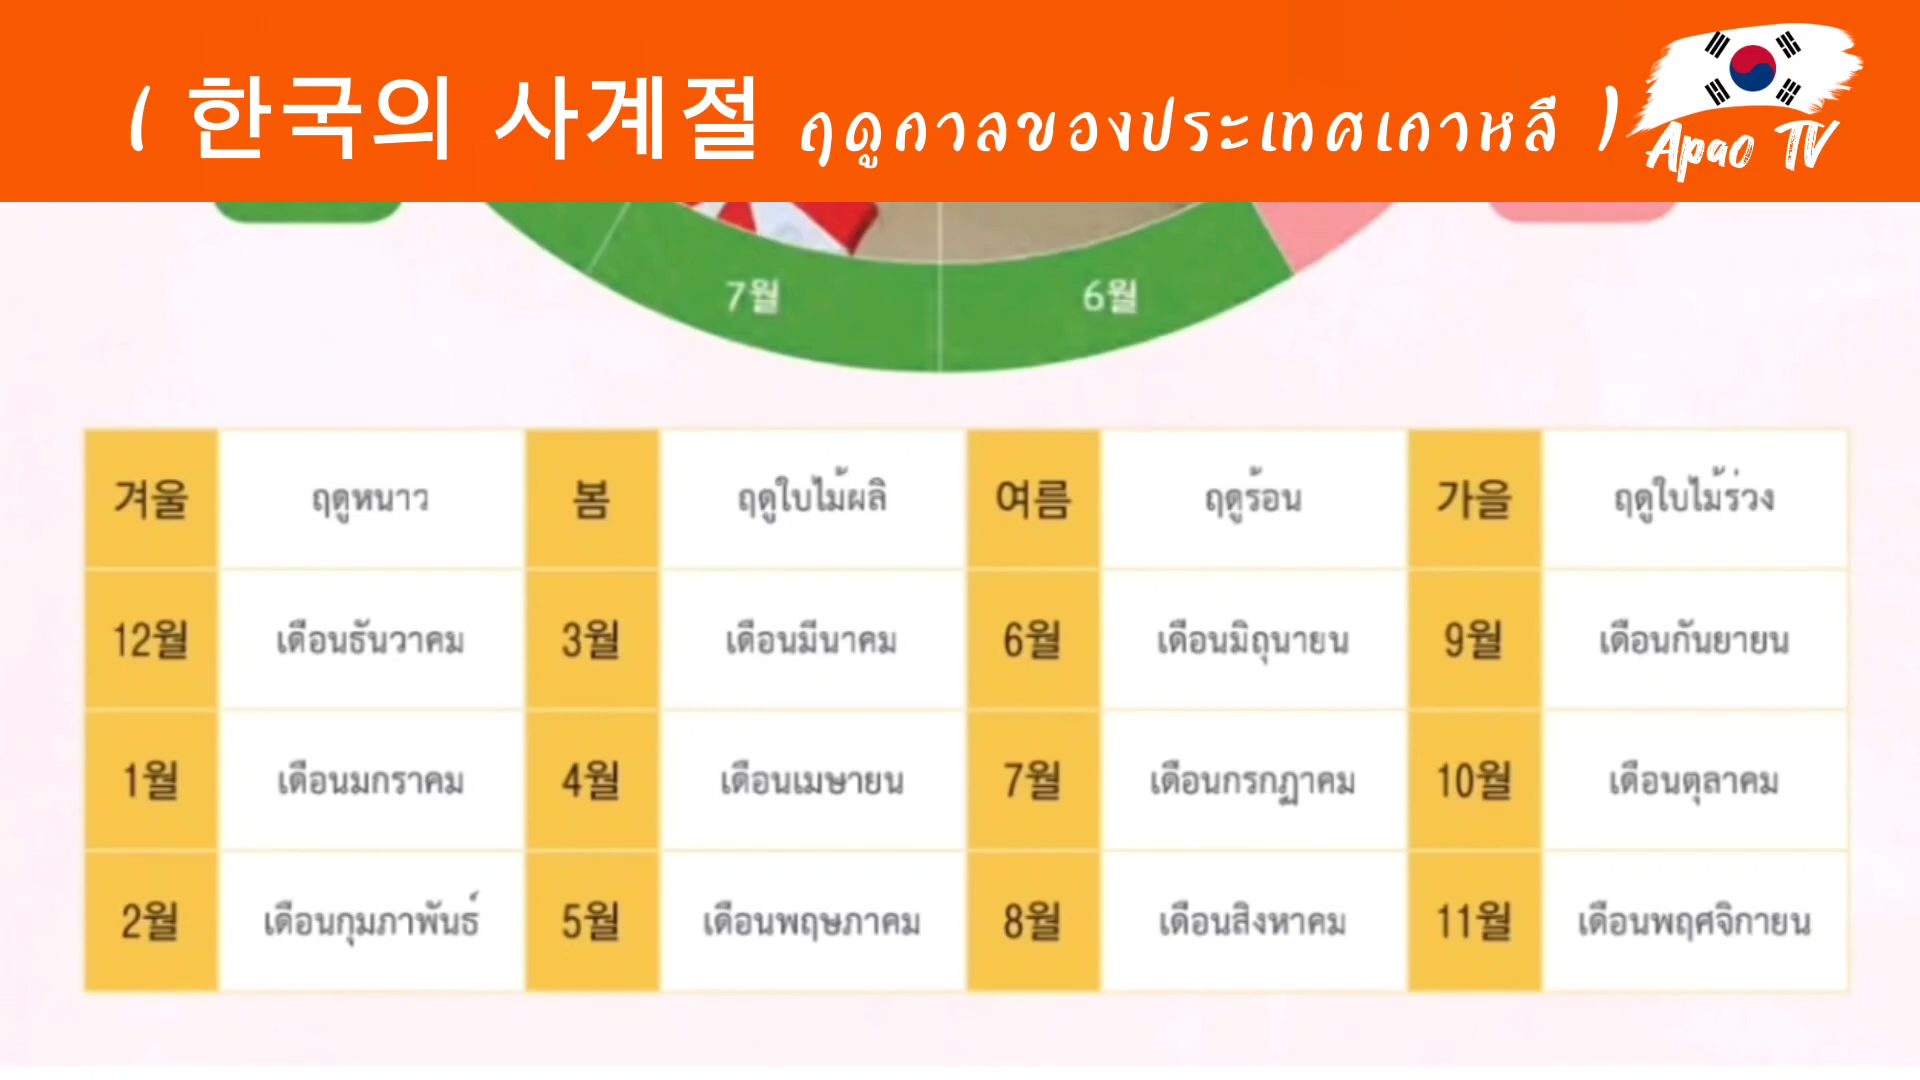 ( 한국의 사계절 ฤดูกาลของประเทศเกาหลี )
Apao TV
7월 6월
겨울 ฤดูหนาว 봄 ฤดูใบไม้ผลิ 여름 ฤดูร้อน 가을 ฤดูใบไม้ร่วง
12월 เดือนธันวาคม 3월 เดือนมีนาคม 6월 เดือนมิถุนายน 9월 เดือนกันยายน
1월 เดือนมกราคม 4월 เดือนเมษายน 7월 เดือนกรกฎาคม 10월 เดือนตุลาคม
2월 เดือนกุมภาพันธ์ 5월 เดือนพฤษภาคม 8월 เดือนสิงหาคม 11월 เดือนพฤศจิกายน